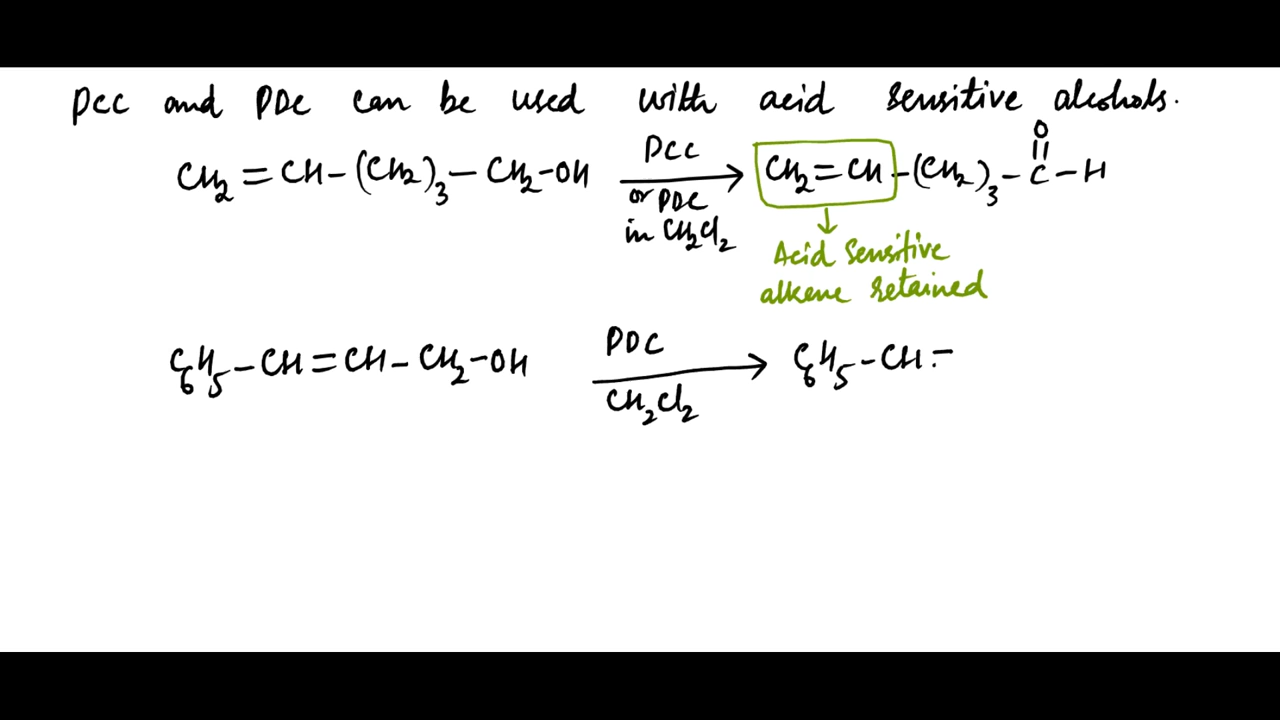 PCC and PDC can be used with acid sensitive alcohols.
CH₂=CH-(CH₂)₃-CH₂-OH PCC or PDC in CH₂Cl₂ → CH₂=CH-(CH₂)₃-C(=O)-H
↓
Acid Sensitive
alkene retained
C₆H₅-CH=CH-CH₂-OH PDC CH₂Cl₂ → C₆H₅-CH=